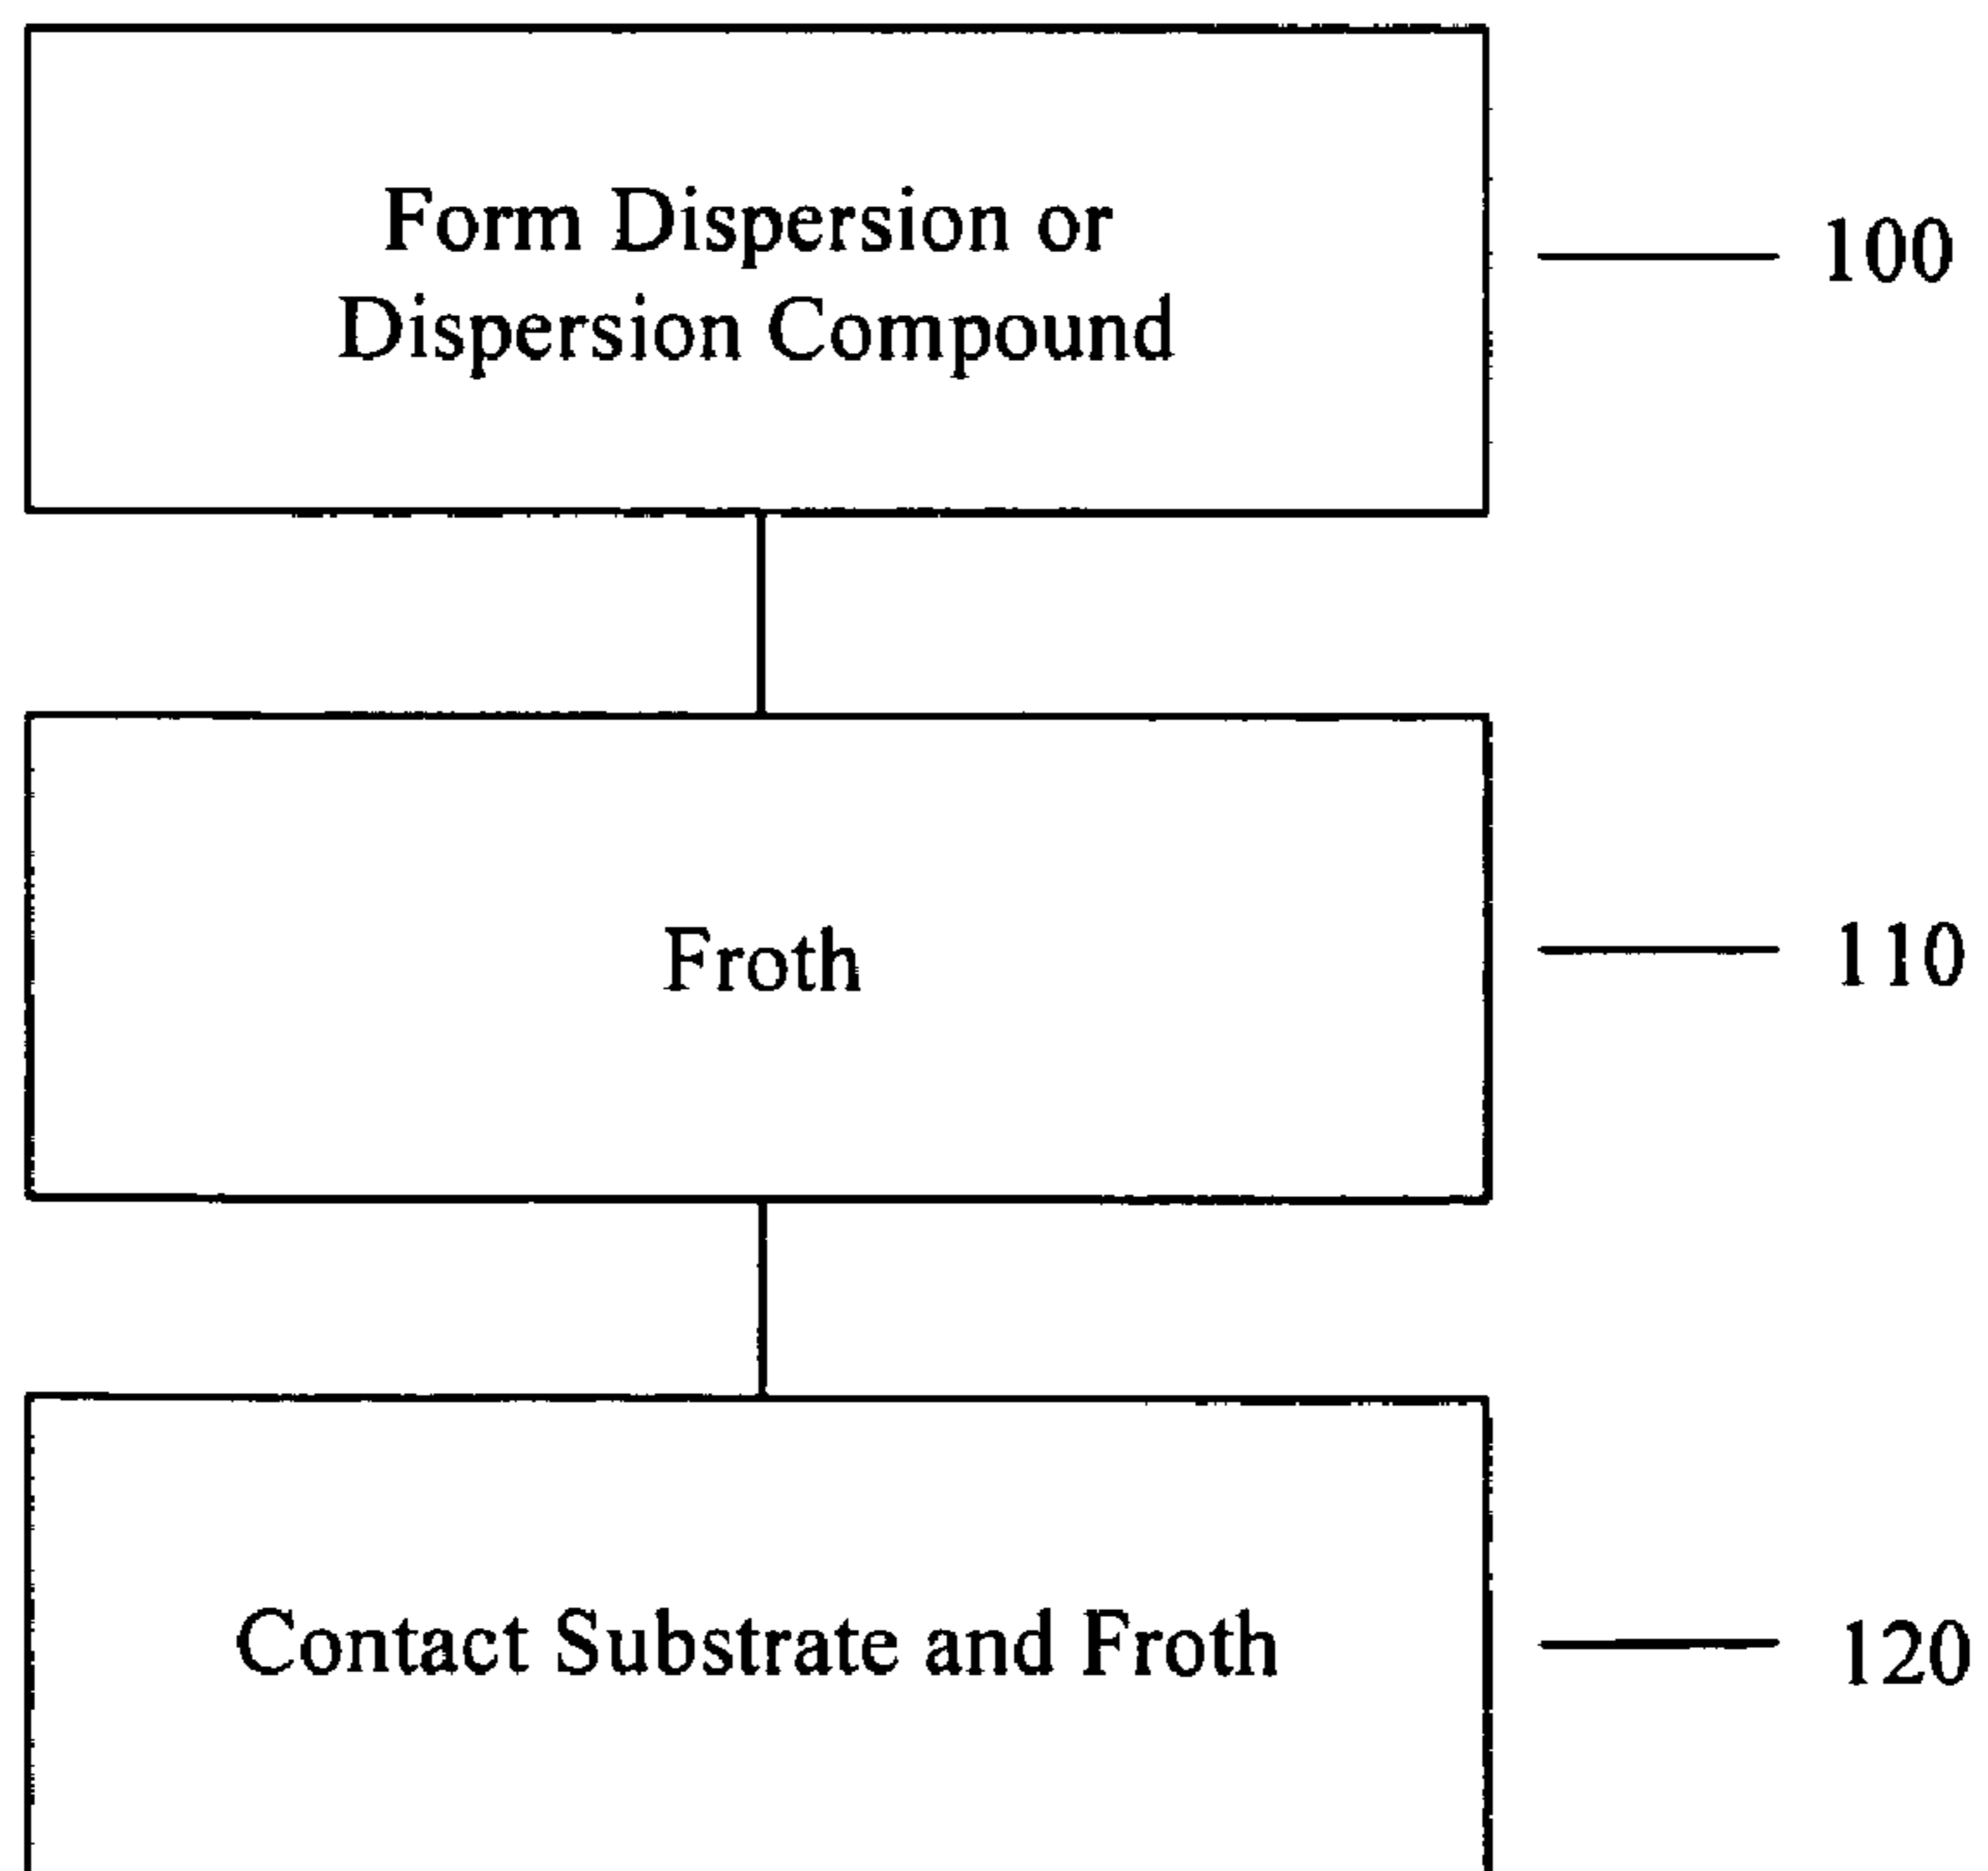 Form Dispersion or
Dispersion Compound
100
Froth
110
Contact Substrate and Froth
120